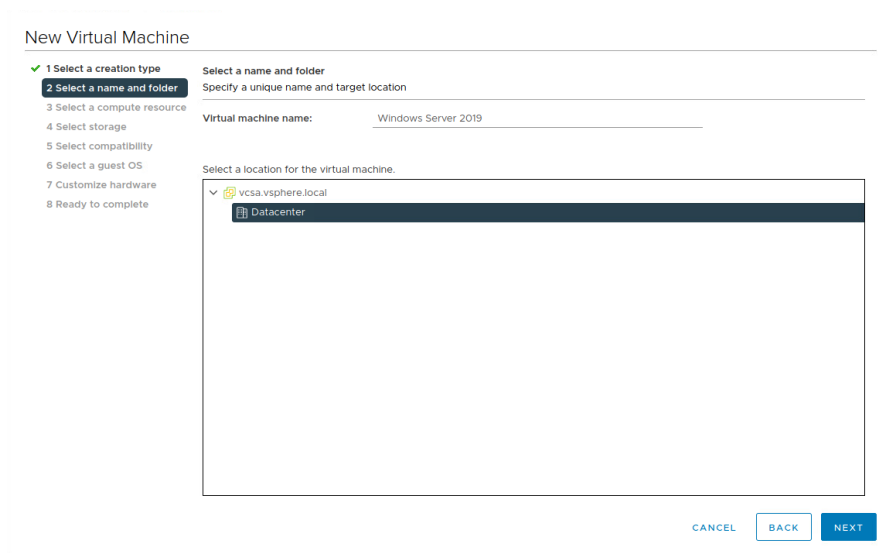 New Virtual Machine
1 Select a creation type
2 Select a name and folder
3 Select a compute resource
4 Select storage
5 Select compatibility
6 Select a guest OS
7 Customize hardware
8 Ready to complete
Select a name and folder
Specify a unique name and target location
Virtual machine name: Windows Server 2019
Select a location for the virtual machine.
vcsa.vsphere.local
Datacenter
CANCEL BACK NEXT